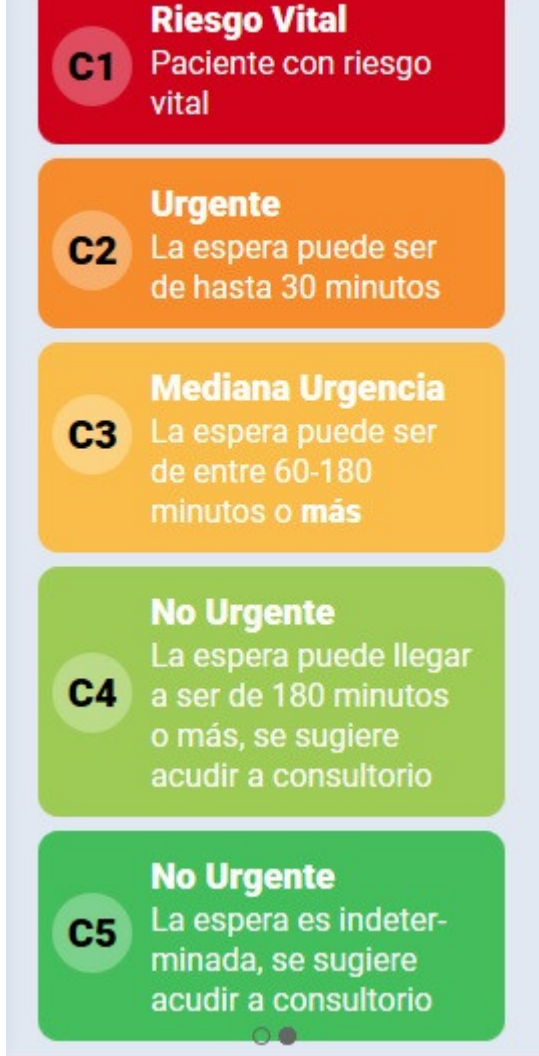 Riesgo Vital
C1
Paciente con riesgo
vital
Urgente
C2
La espera puede ser
de hasta 30 minutos
Mediana Urgencia
C3
La espera puede ser
de entre 60-180
minutos o más
No Urgente
La espera puede llegar
C4
a ser de 180 minutos
o más, se sugiere
acudir a consultorio
No Urgente
C5
La espera es indeter-
minada, se sugiere
acudir a consultorio